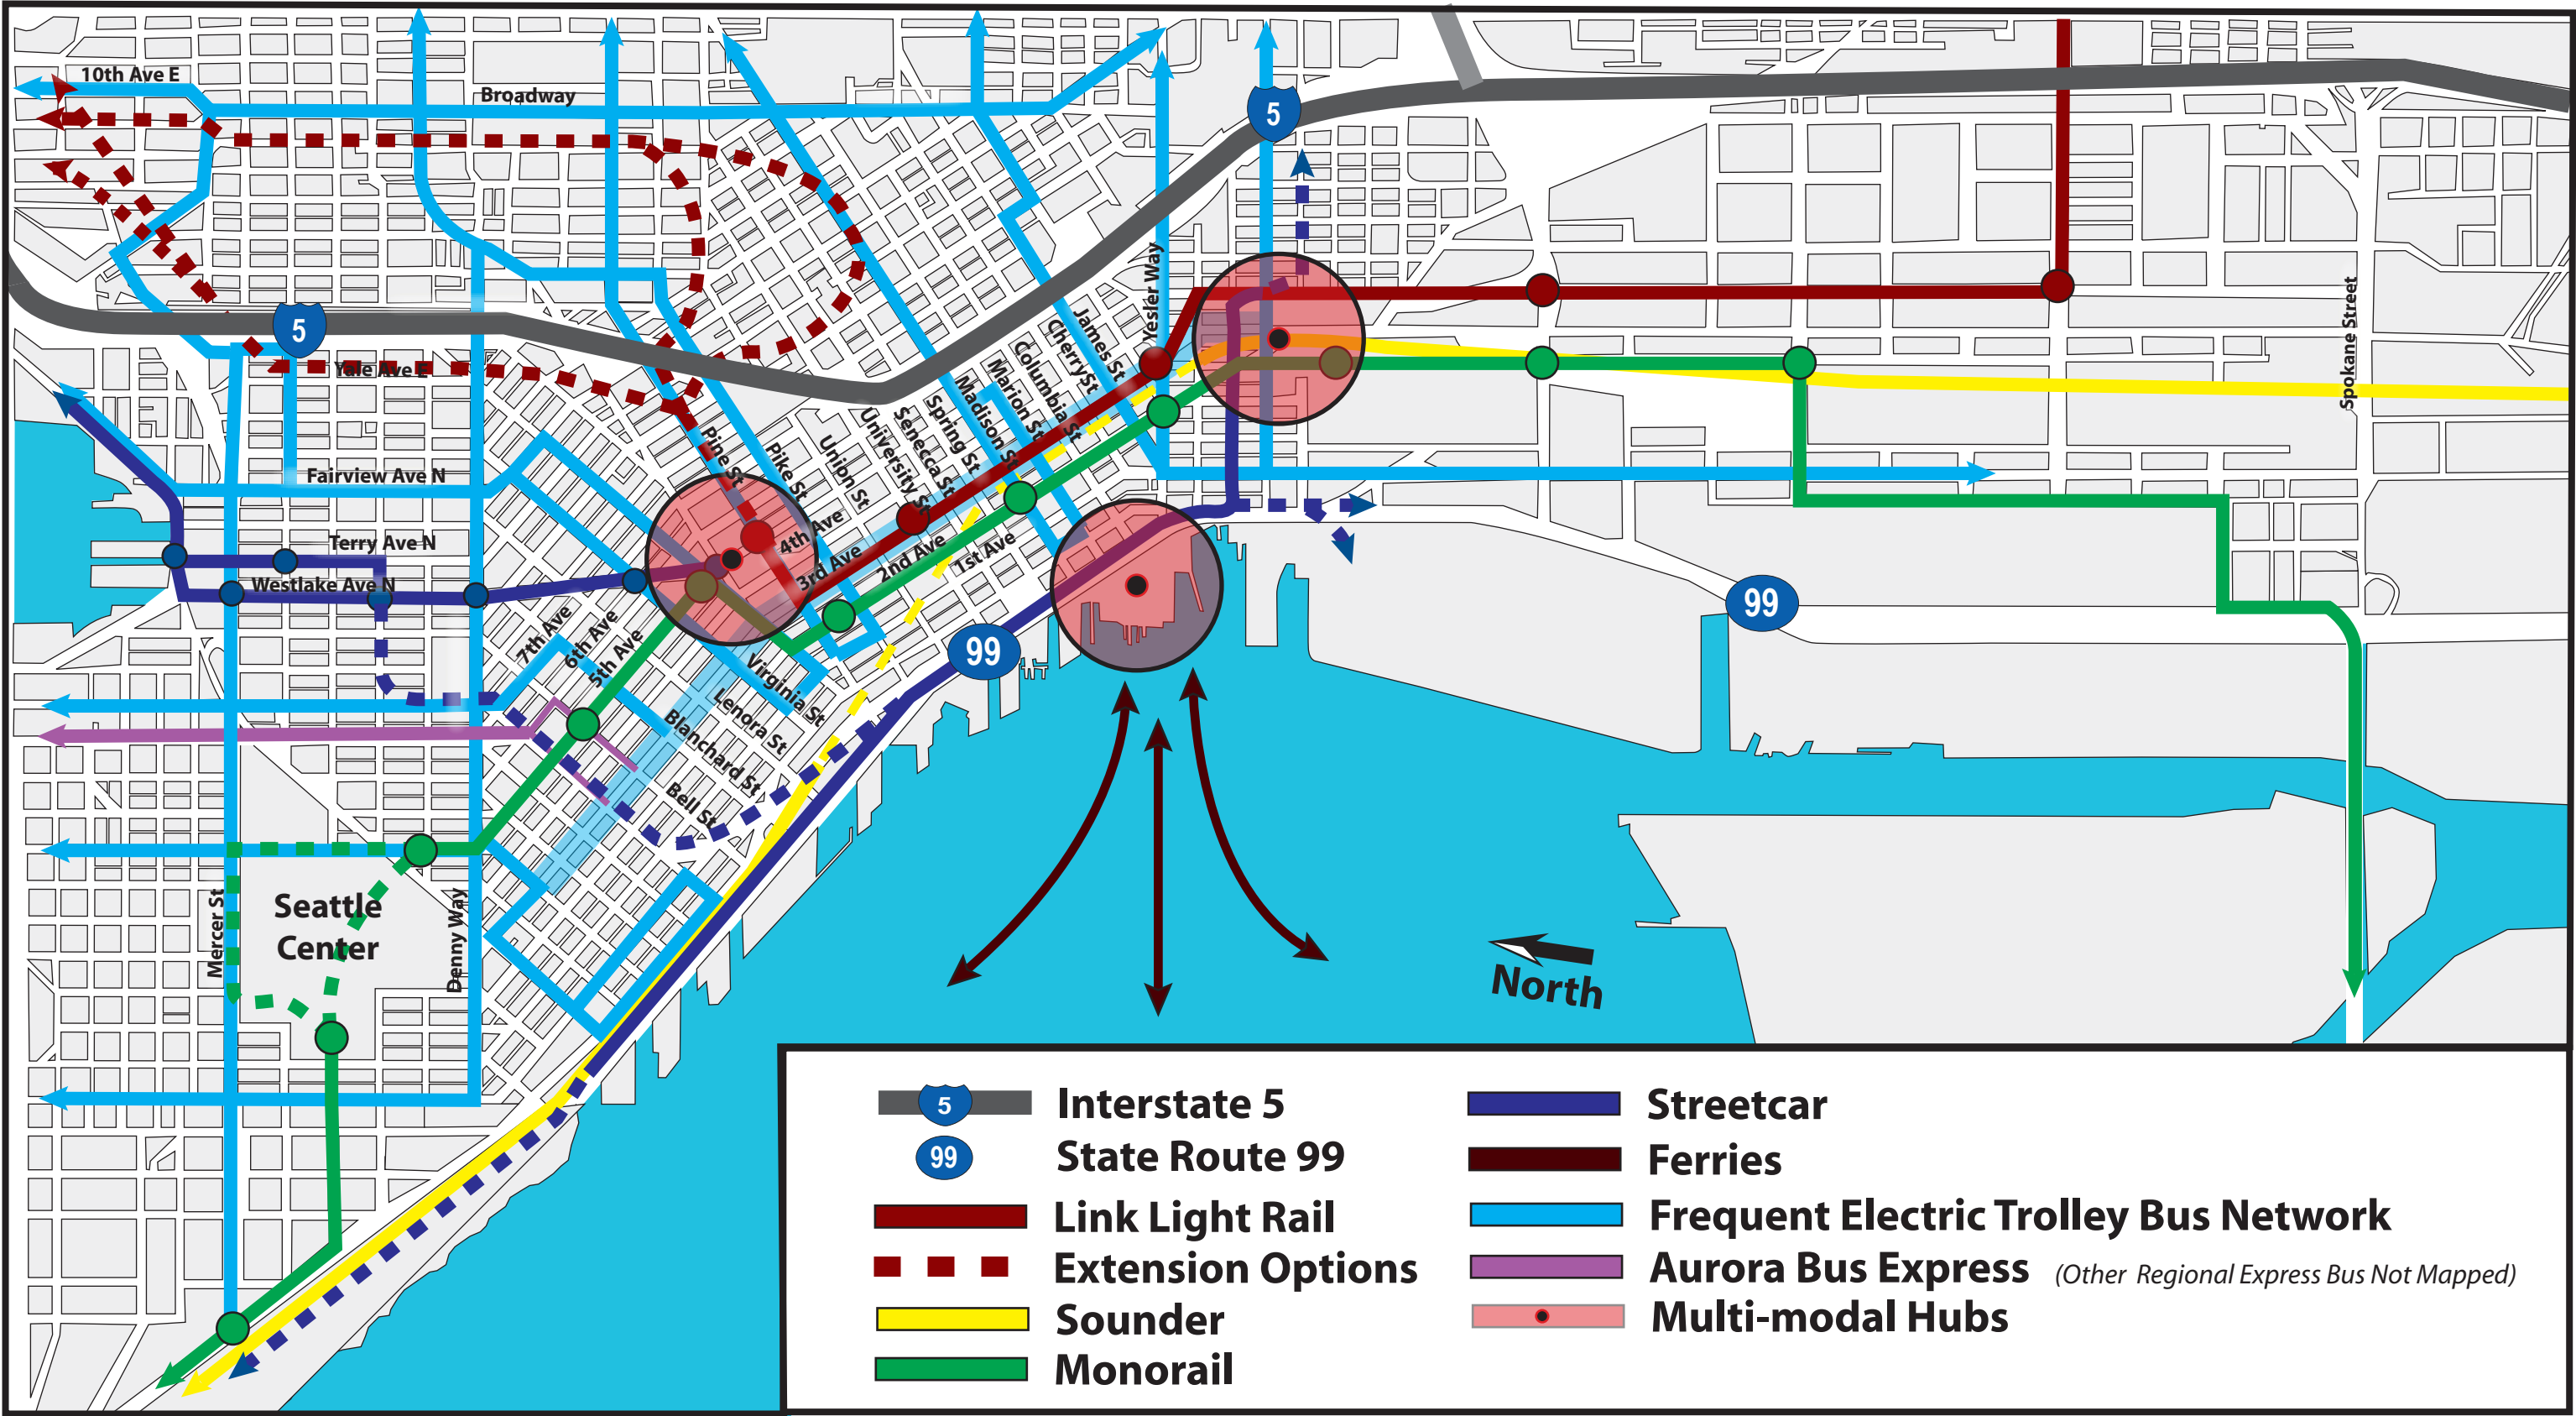 10th Ave E
Broadway
5
Yesler Way
5
Yale Ave E
Spokane Street
James St
Cherry St
Columbia St
Marion St
Madison St
Spring St
Senecca St
University St
Union St
Pike St
Pine St
Fairview Ave N
Terry Ave N
Westlake Ave N
4th Ave
3rd Ave
2nd Ave
1st Ave
99
99
7th Ave
6th Ave
5th Ave
Virginia St
Lenora St
Blanchard St
Bell St
Seattle
Center
Mercer St
Denny Way
North
5
Interstate 5
99
State Route 99
Link Light Rail
Extension Options
Sounder
Monorail
Streetcar
Ferries
Frequent Electric Trolley Bus Network
Aurora Bus Express (Other Regional Express Bus Not Mapped)
Multi-modal Hubs